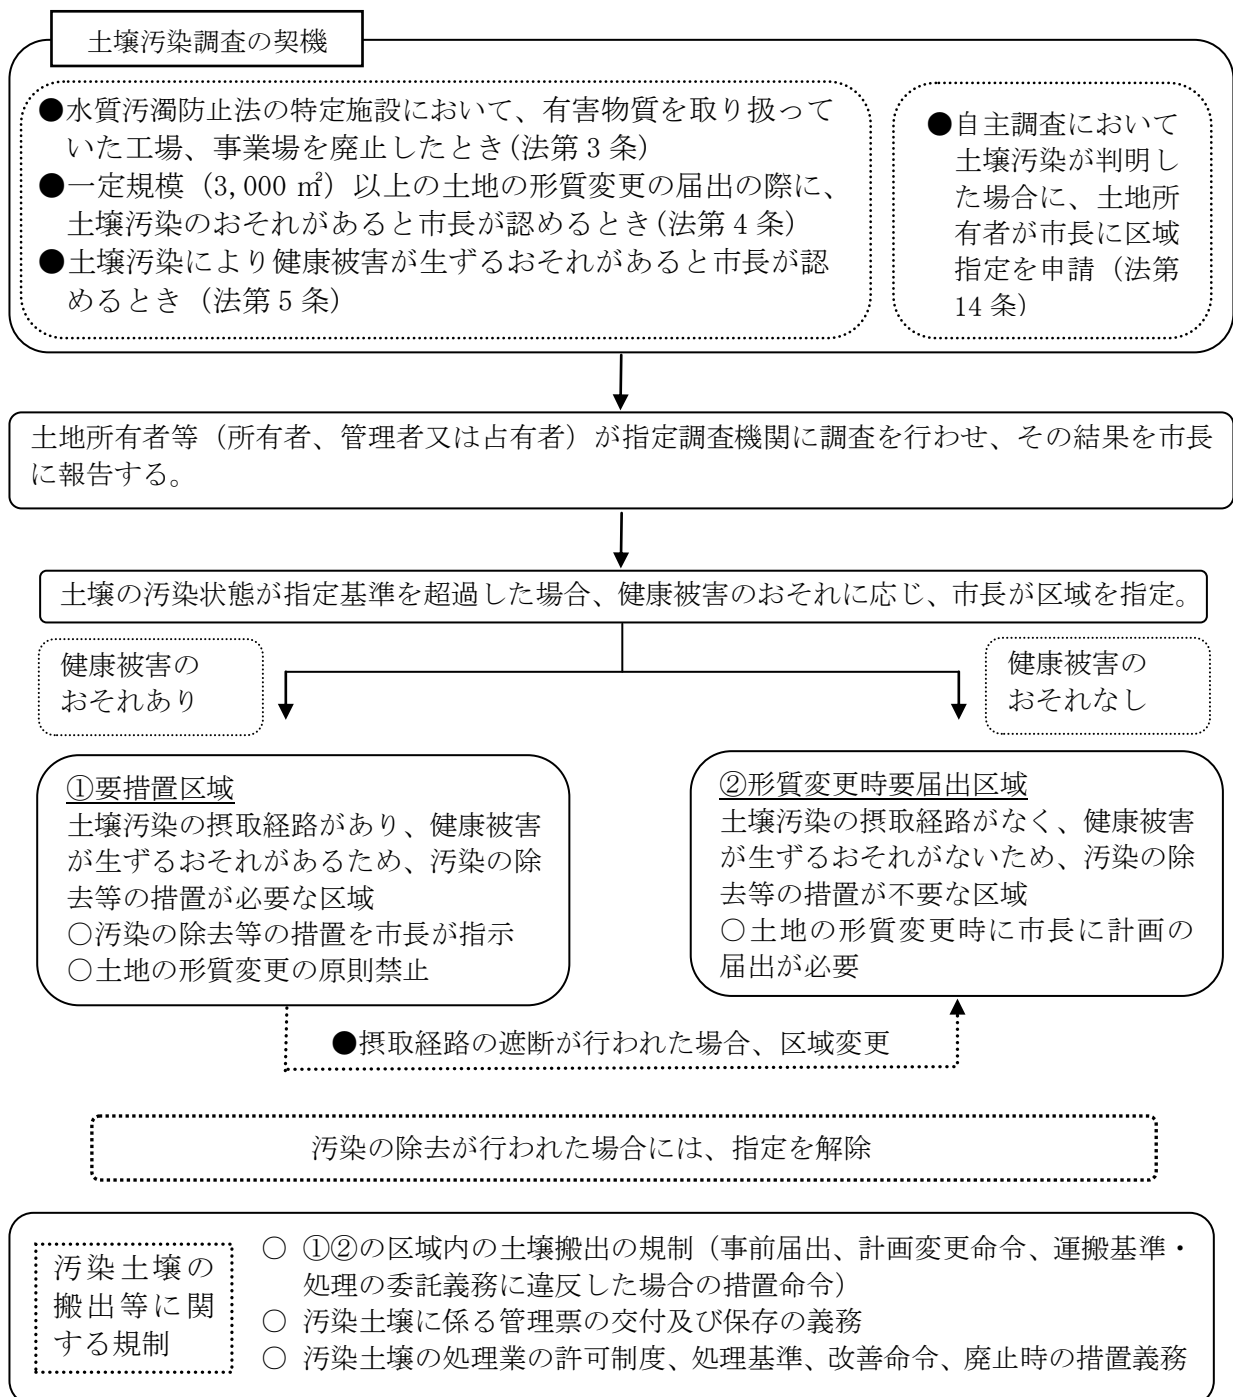 土壌汚染調査の契機
●水質汚濁防止法の特定施設において、有害物質を取り扱って
いた工場、事業場を廃止したとき(法第3条)
●一定規模（3,000 ㎡）以上の土地の形質変更の届出の際に、
土壌汚染のおそれがあると市長が認めるとき(法第4条)
●土壌汚染により健康被害が生ずるおそれがあると市長が認
めるとき（法第5条）
●自主調査において
土壌汚染が判明し
た場合に、土地所
有者が市長に区域
指定を申請（法第
14条）
土地所有者等（所有者、管理者又は占有者）が指定調査機関に調査を行わせ、その結果を市長
に報告する。
土壌の汚染状態が指定基準を超過した場合、健康被害のおそれに応じ、市長が区域を指定。
健康被害の
おそれあり
健康被害の
おそれなし
①要措置区域
土壌汚染の摂取経路があり、健康被害
が生ずるおそれがあるため、汚染の除
去等の措置が必要な区域
○汚染の除去等の措置を市長が指示
○土地の形質変更の原則禁止
②形質変更時要届出区域
土壌汚染の摂取経路がなく、健康被害
が生ずるおそれがないため、汚染の除
去等の措置が不要な区域
○土地の形質変更時に市長に計画の
届出が必要
●摂取経路の遮断が行われた場合、区域変更
汚染の除去が行われた場合には、指定を解除
汚染土壌の
搬出等に関
する規制
○ ①②の区域内の土壌搬出の規制（事前届出、計画変更命令、運搬基準・
処理の委託義務に違反した場合の措置命令）
○ 汚染土壌に係る管理票の交付及び保存の義務
○ 汚染土壌の処理業の許可制度、処理基準、改善命令、廃止時の措置義務